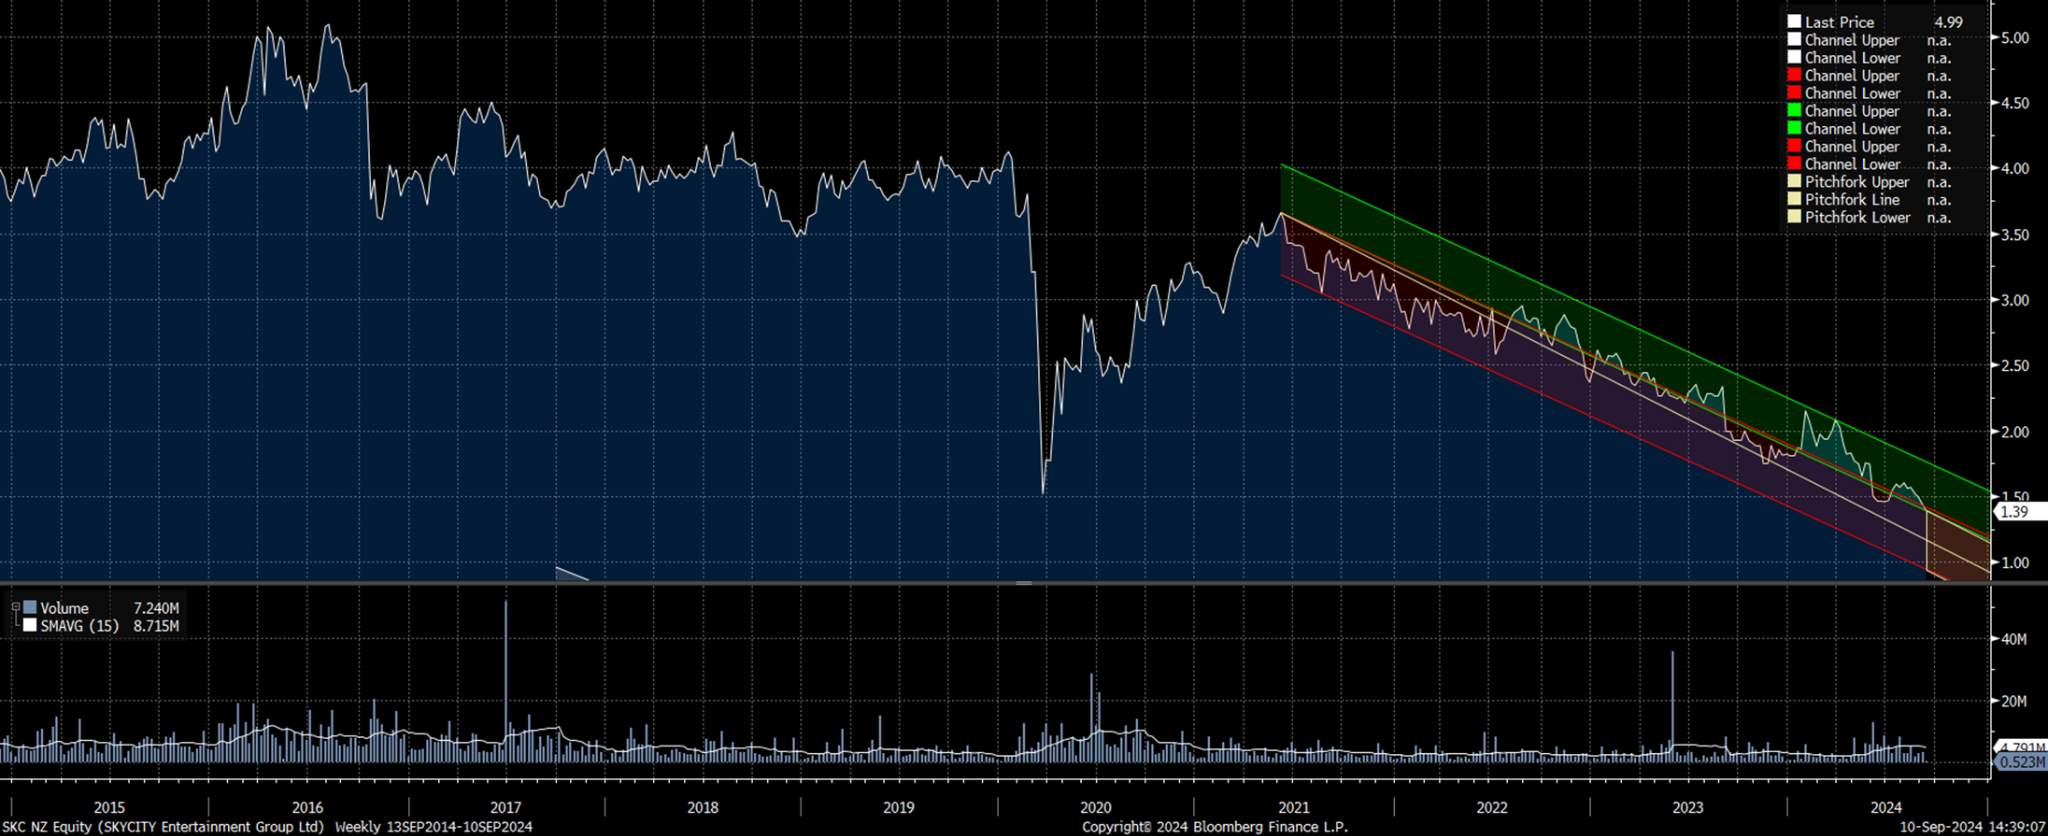 Last Price 4.99
Channel Upper n.a.
Channel Lower n.a.
Channel Upper n.a.
Channel Lower n.a.
Channel Upper n.a.
Channel Lower n.a.
Channel Upper n.a.
Channel Lower n.a.
Pitchfork Upper n.a.
Pitchfork Line n.a.
Pitchfork Lower n.a.
5.00
4.50
4.00
3.50
3.00
2.50
2.00
1.50
1.39
1.00
Volume 7.240M
SMAVG (15) 8.715M
40M
20M
4.791M
0.523M
2015 2016 2017 2018 2019 2020 2021 2022 2023 2024
SKC NZ Equity (SKYCITY Entertainment Group Ltd) Weekly 13SEP2014-10SEP2024 Copyright© 2024 Bloomberg Finance L.P. 10-Sep-2024 14:39:07